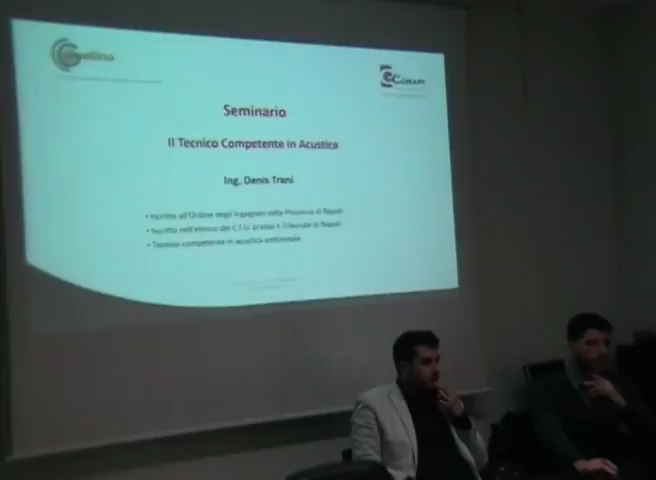 Seminario
Il Tecnico Competente in Acustica
Ing. Denis Trani
• Iscritto all'Ordine degli Ingegneri nella Provincia di Napoli
• Iscritto nell'elenco dei C.T.U. presso il Tribunale di Napoli
• Tecnico competente in acustica ambientale